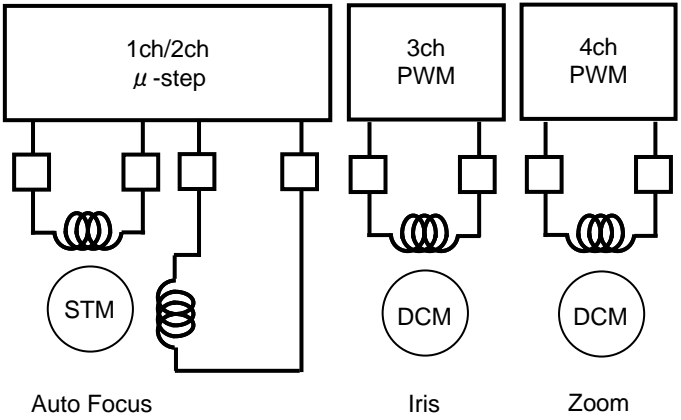 1ch/2ch
μ-step
3ch
PWM
4ch
PWM
STM
DCM
DCM
Auto Focus
Iris
Zoom